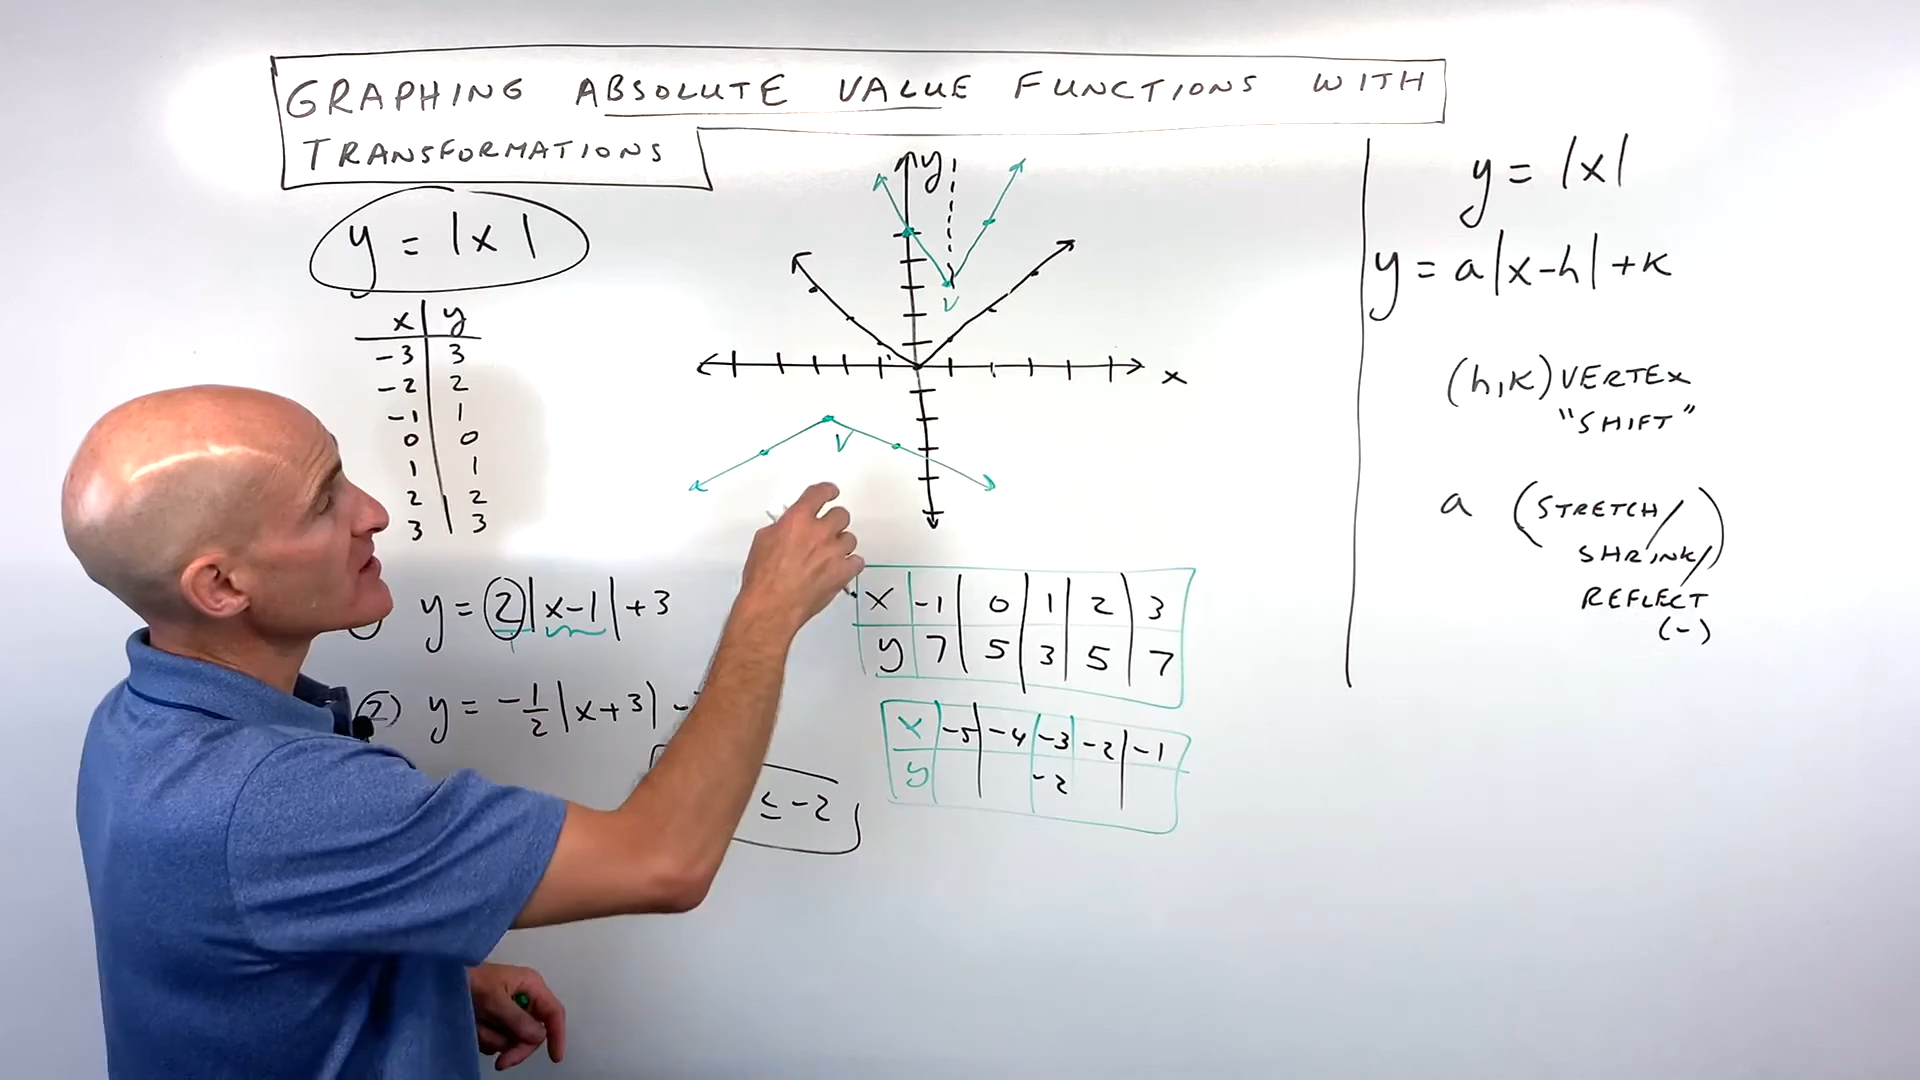 GRAPHING ABSOLUTE VALUE FUNCTIONS WITH
TRANSFORMATIONS
y = |x|
x | y
-3 | 3
-2 | 2
-1 | 1
0 | 0
1 | 1
2 | 2
3 | 3
y = 2|x-1| +3
2) y = -1/2 |x+3| -
≤ -2
y
x
V
V
x | -1 | 0 | 1 | 2 | 3
y | 7 | 5 | 3 | 5 | 7
x | -5 | -4 | -3 | -2 | -1
y | | | -2 | |
y = |x|
y = a|x-h| +k
(h,k) VERTEX
"SHIFT"
a (STRETCH/
SHRINK/)
REFLECT
(-)